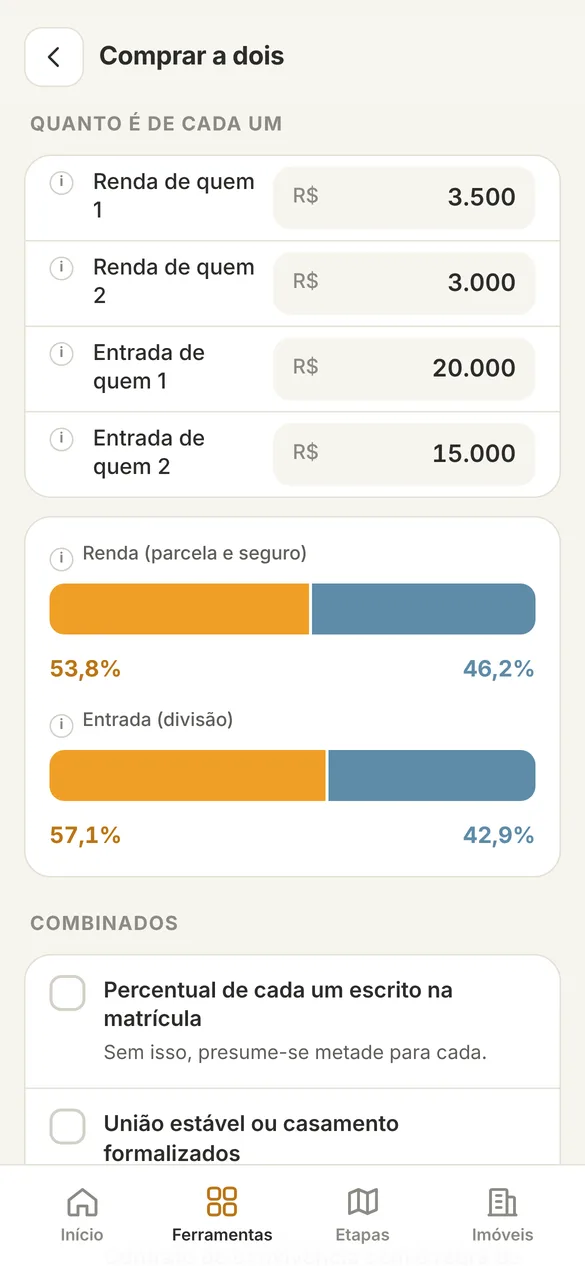 Comprar a dois
QUANTO É DE CADA UM
Renda de quem
1
R$ 3.500
Renda de quem
2
R$ 3.000
Entrada de
quem 1
R$ 20.000
Entrada de
quem 2
R$ 15.000
Renda (parcela e seguro)
53,8% 46,2%
Entrada (divisão)
57,1% 42,9%
COMBINADOS
Percentual de cada um escrito na
matrícula
Sem isso, presume-se metade para cada.
União estável ou casamento
formalizados
Início Ferramentas Etapas Imóveis